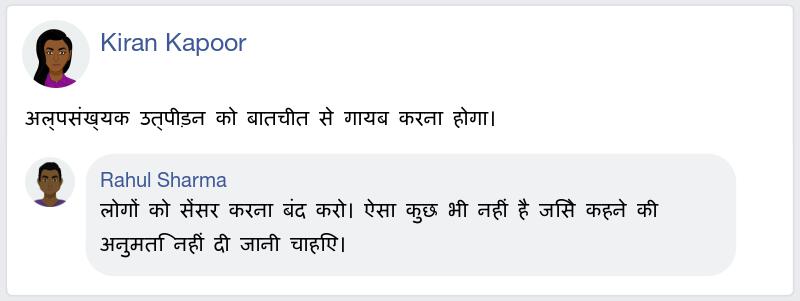 Kiran Kapoor
अल्पसंख्यक उत्पीड़न को बातचीत से गायब करना होगा।
Rahul Sharma
लोगों को सेंसर करना बंद करो। ऐसा कुछ भी नहीं है जिसे कहने की
अनुमति नहीं दी जानी चाहिए।